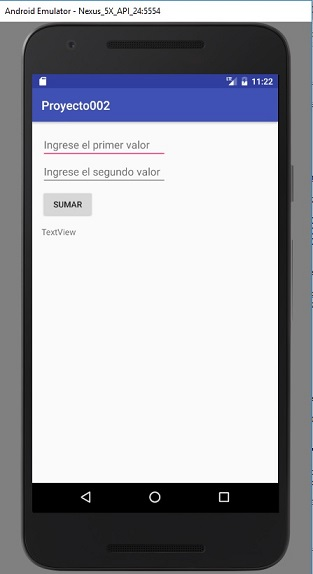 Android Emulator - Nexus_5X_API_24:5554
11:22
Proyecto002
Ingrese el primer valor
Ingrese el segundo valor
SUMAR
TextView